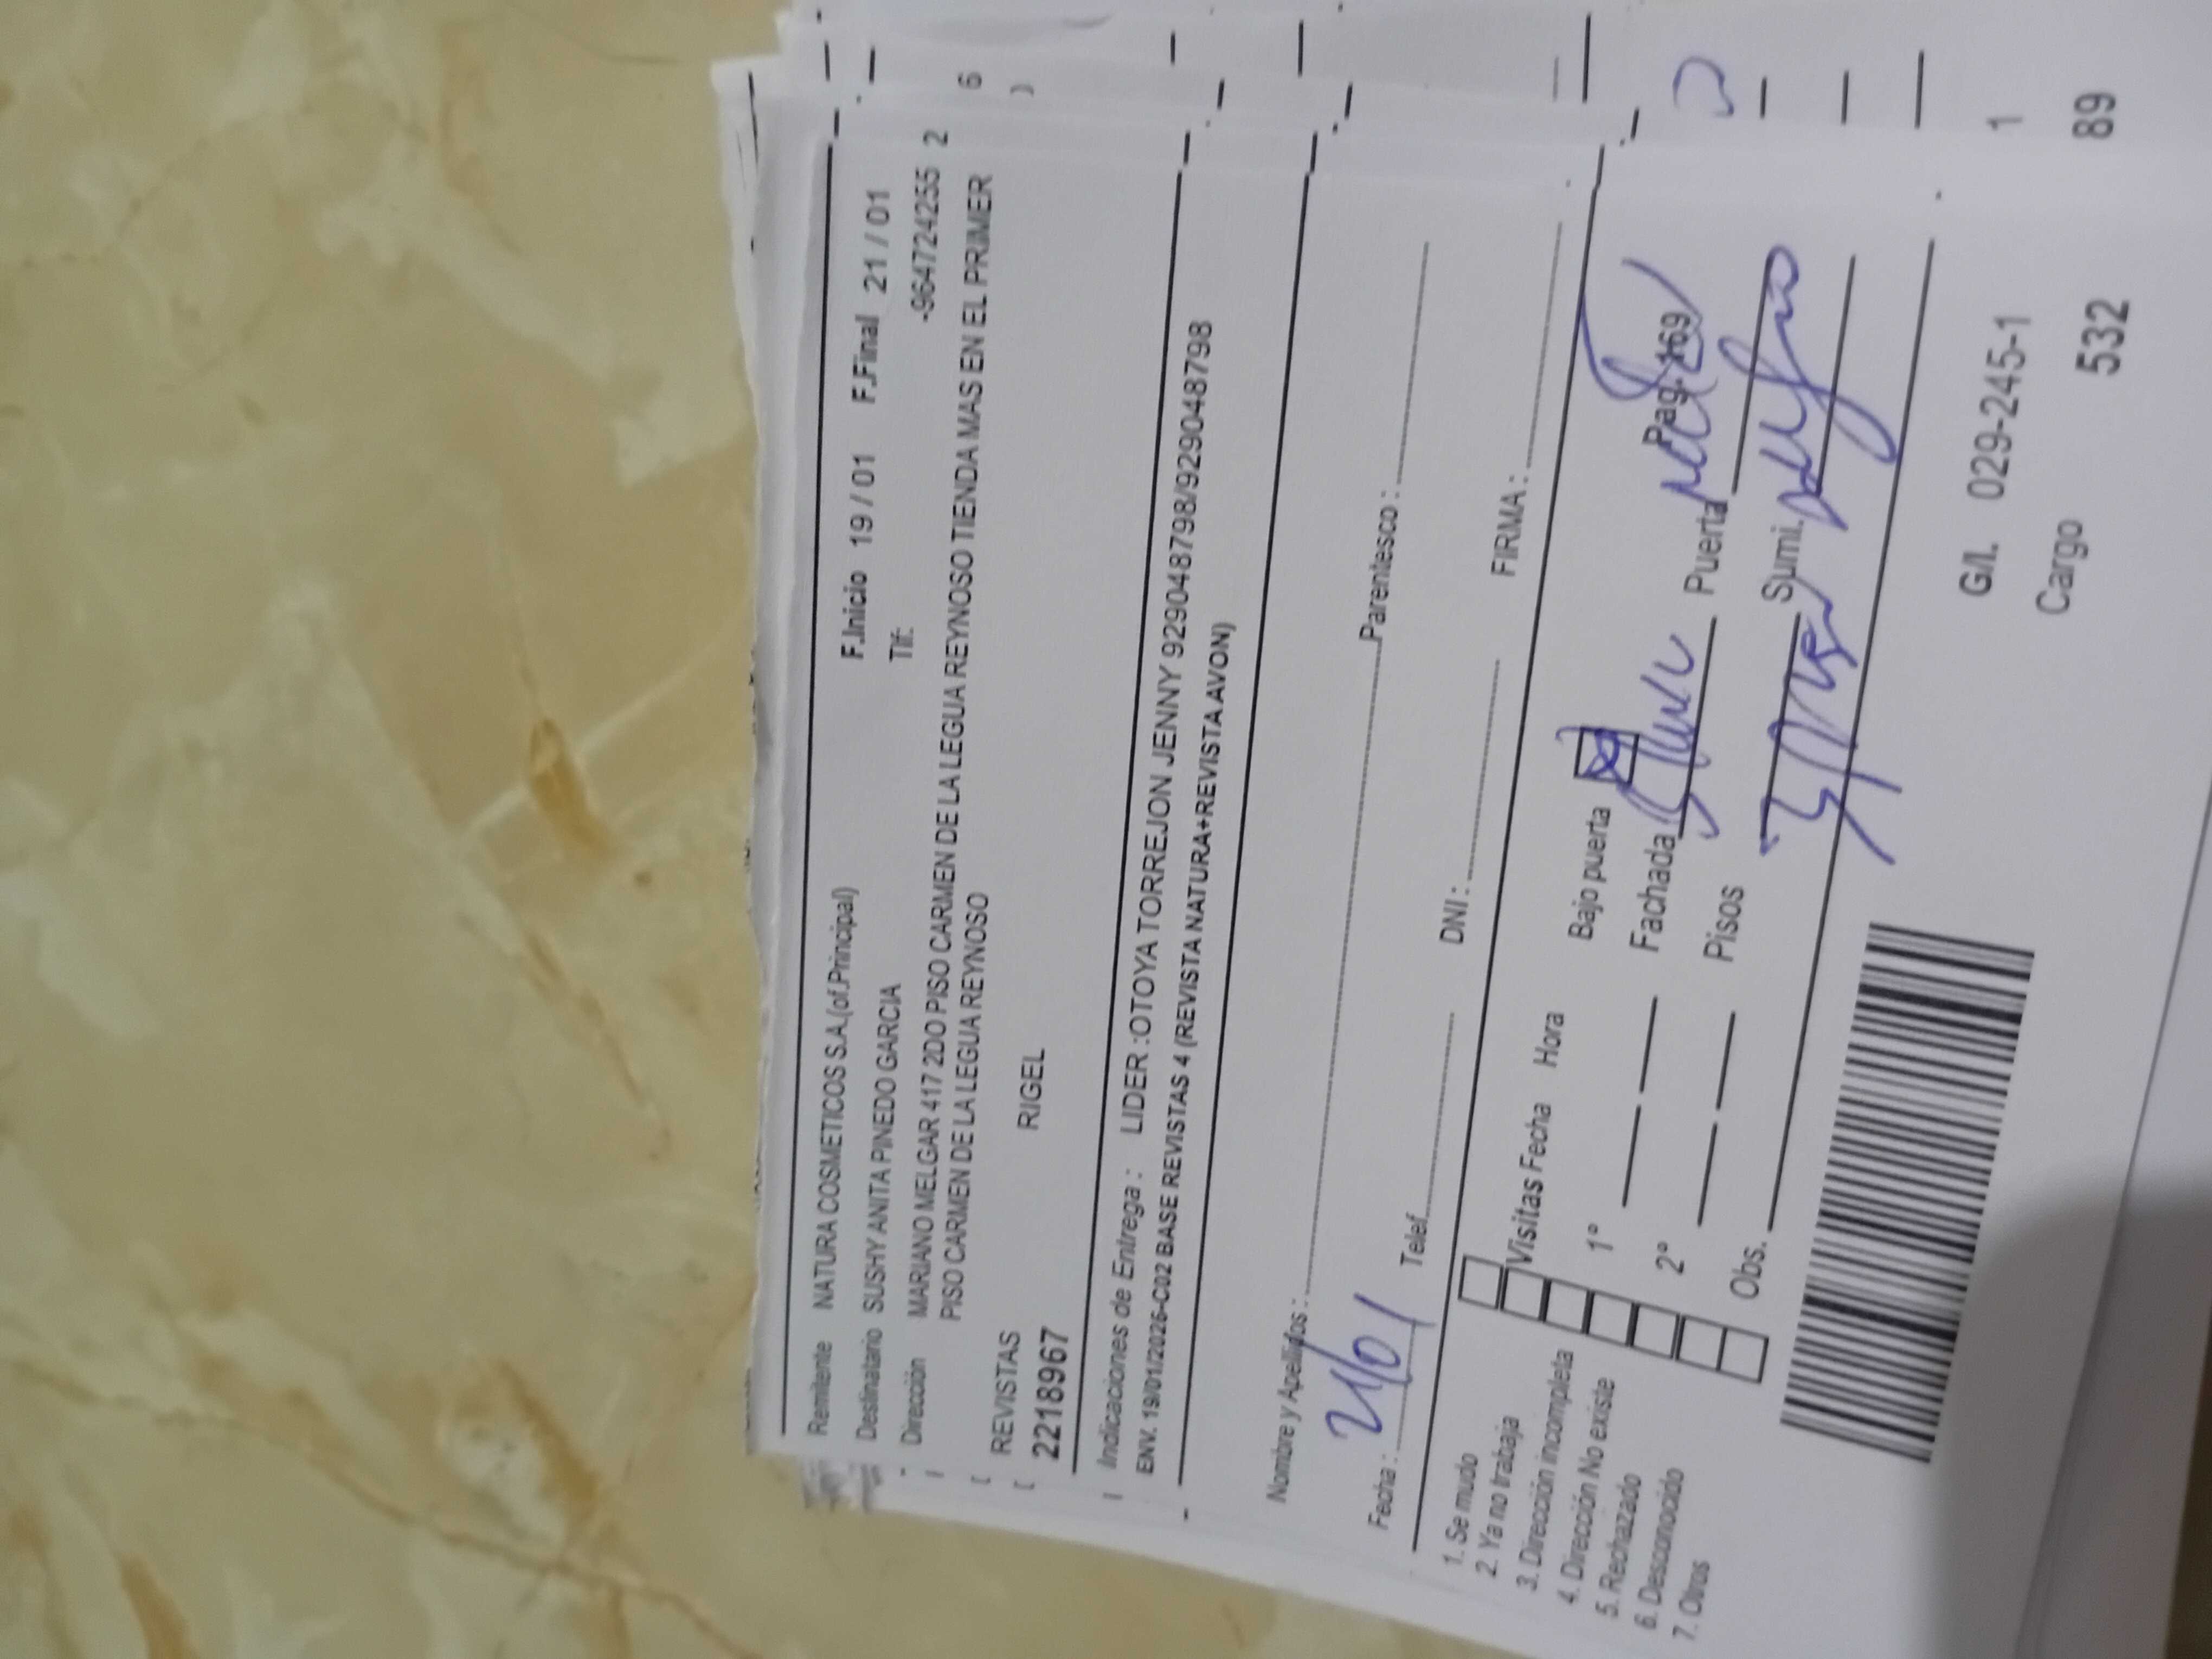 Remitente NATURA COSMETICOS S.A.(of.Principal)
Destinatario SUSHY ANITA PINEDO GARCIA F.Inicio 19 / 01 F.Final 21 / 01
Dirección MARIANO MELGAR 417 2DO PISO CARMEN DE LA LEGUA REYNOSO TIENDA MAS EN EL PRIMER Tlf: -964724255 2
PISO CARMEN DE LA LEGUA REYNOSO
REVISTAS
2218967 RIGEL
Indicaciones de Entrega : LIDER :OTOYA TORREJON JENNY 929048798/929048798
ENV. 19/01/2026-C02 BASE REVISTAS 4 (REVISTA NATURA+REVISTA AVON)
Nombre y Apellidos : Parentesco :
Fecha : 21/01 Telef. DNI : FIRMA :
1. Se mudo
2. Ya no trabaja
3. Dirección incompleta
4. Dirección No existe
5. Rechazado
6. Desconocido
7. Otros
Visitas Fecha Hora Bajo puerta Pag. 169
1° Fachada Puerta
2° Pisos Sumi.
Obs.
G/I. 029-245-1 1
Cargo 532 89
6